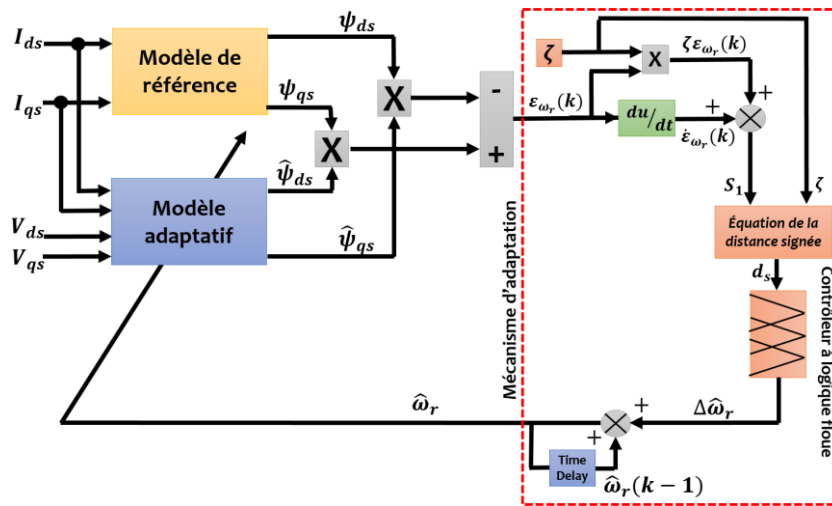 I_ds
I_qs
V_ds
V_qs
Modèle de
référence
Modèle
adaptatif
ψ_ds
ψ_qs
ψ̂_ds
ψ̂_qs
X
X
-
+
Mécanisme d'adaptation
ε_ωr(k)
ζ
X
ζε_ωr(k)
du/dt
+
+
ε̇_ωr(k)
S_1
ζ
Équation de la
distance signée
d_s
Contrôleur à logique floue
Δω̂_r
+
+
Time
Delay
ω̂_r(k − 1)
ω̂_r